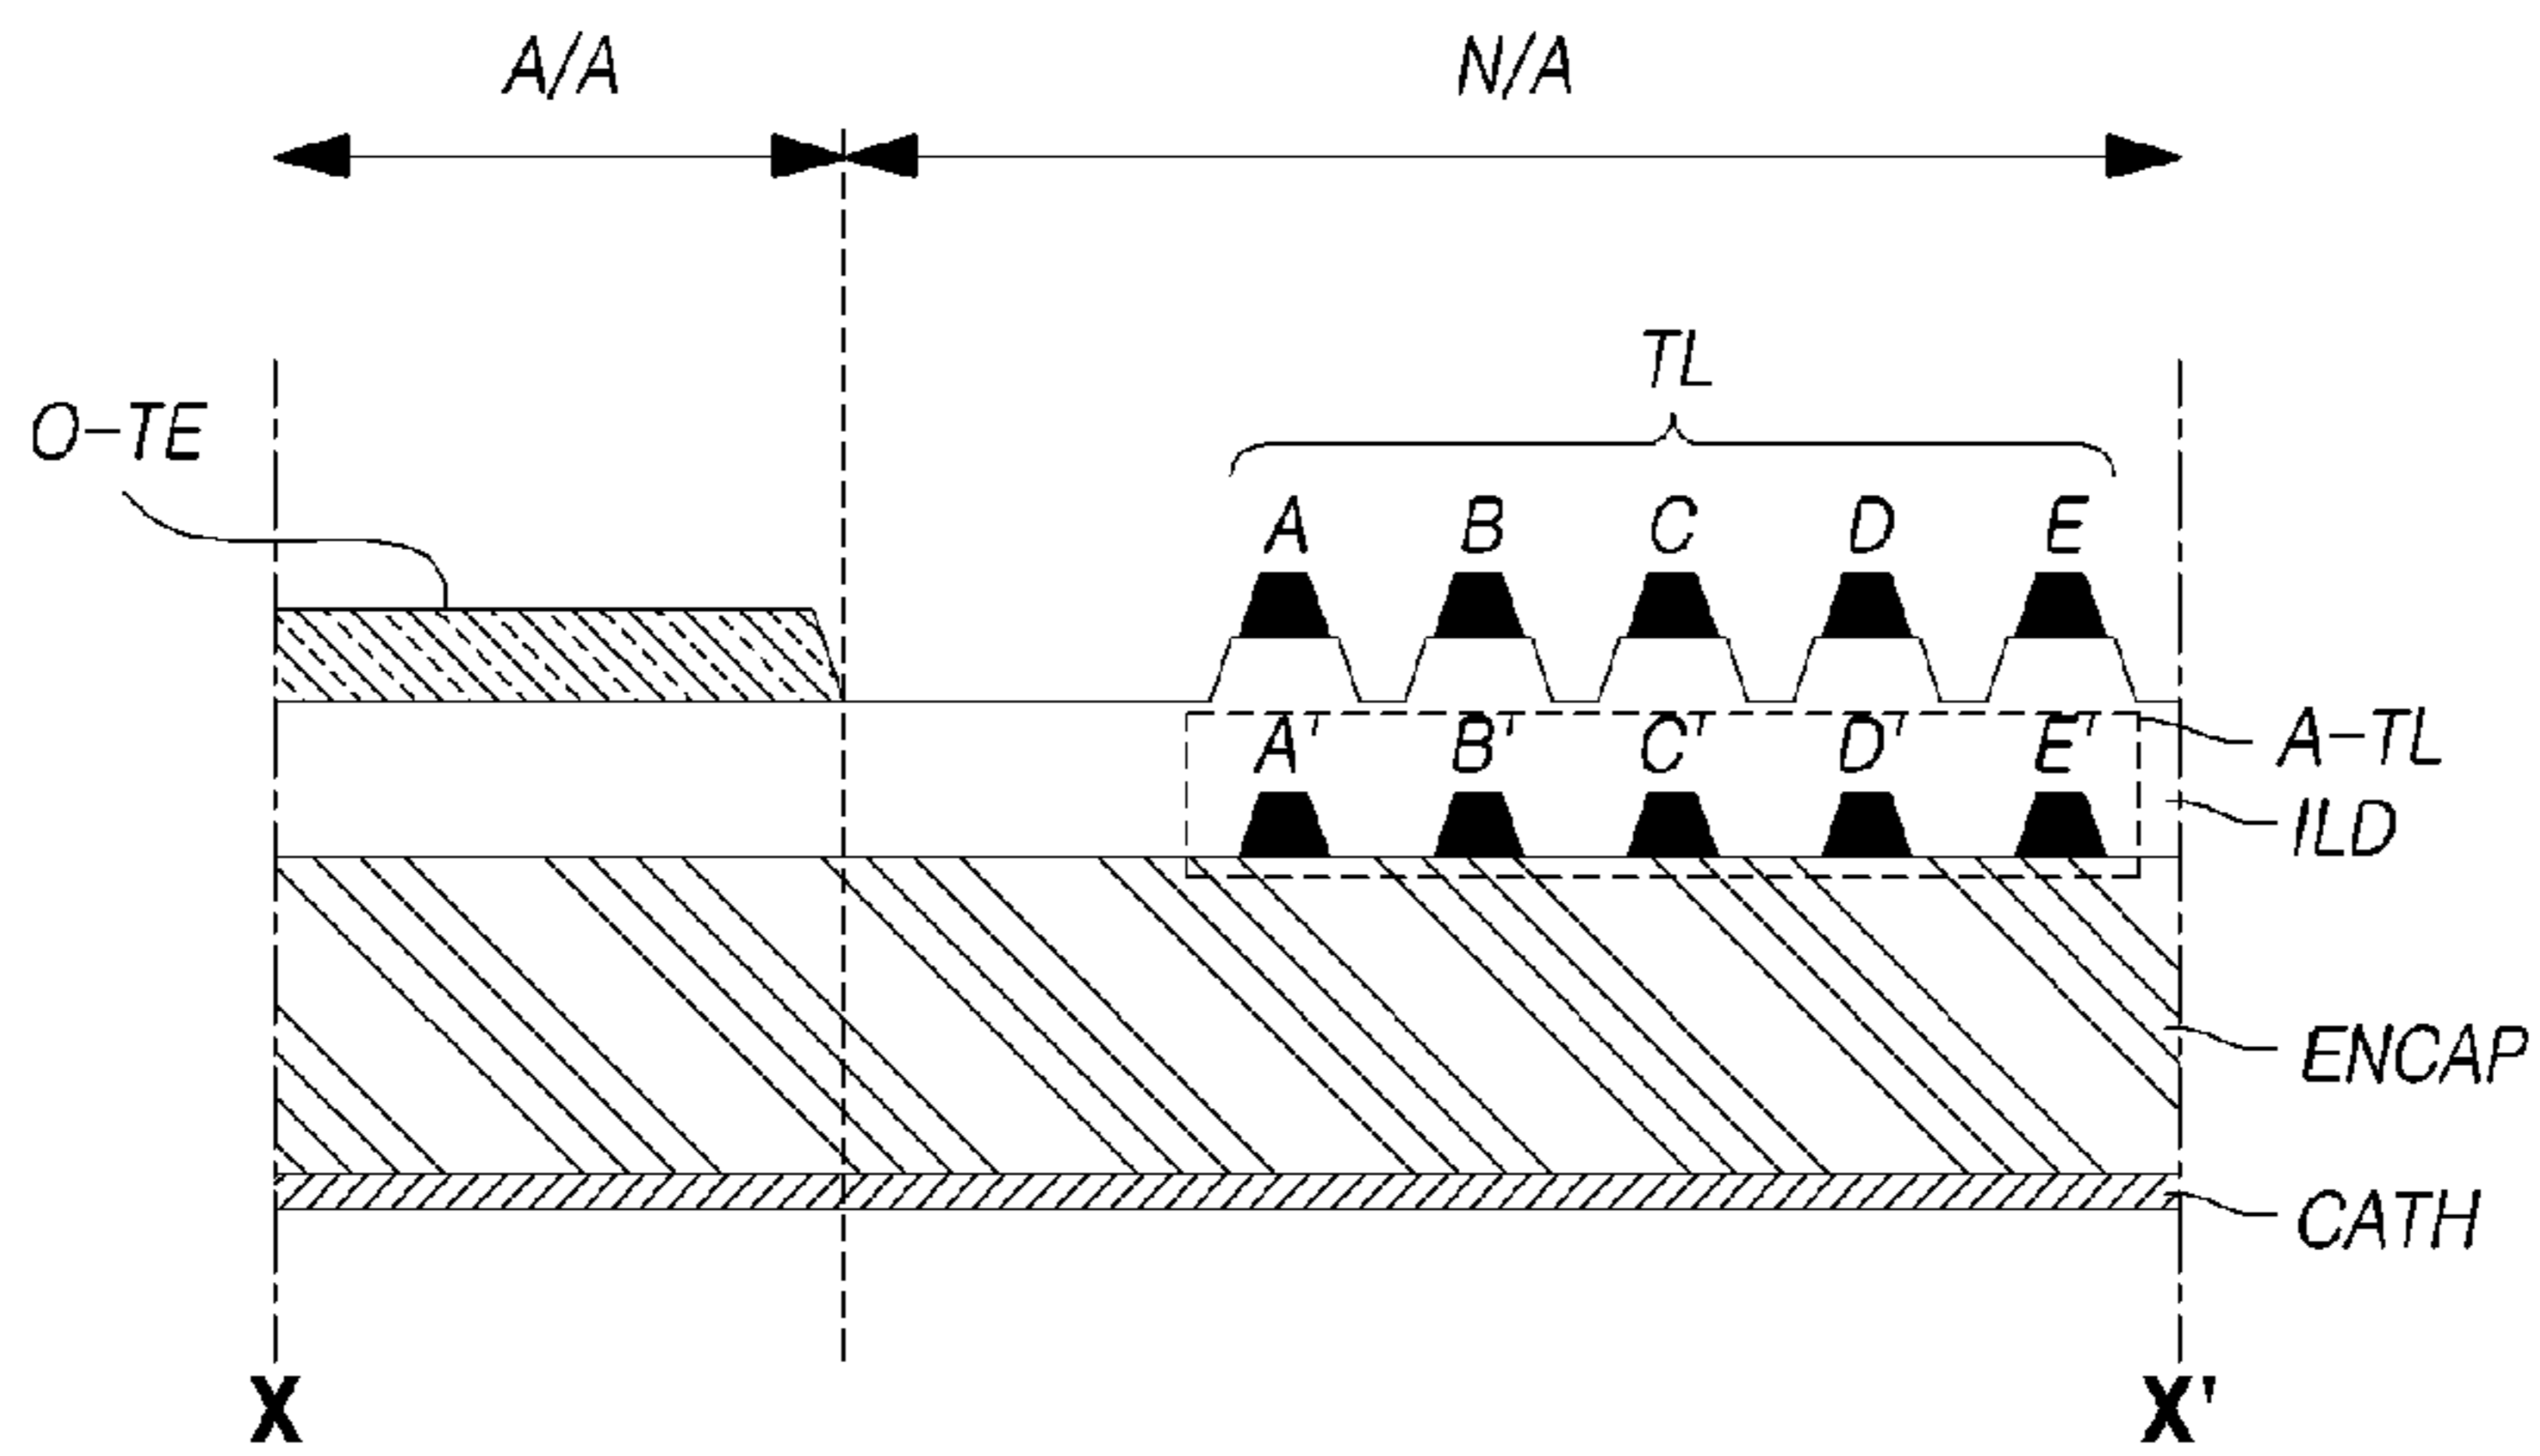 A/A
N/A
TL
O-TE
A B C D E
A' B' C' D' E'
A-TL
ILD
ENCAP
CATH
X X'